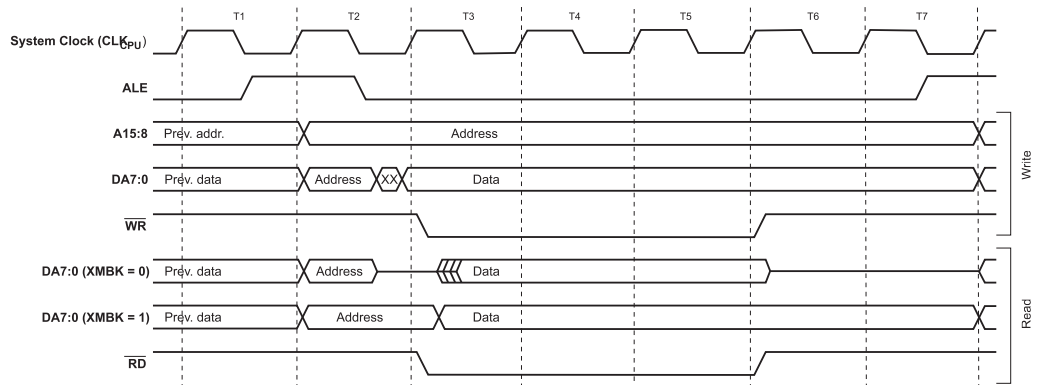 T1 T2 T3 T4 T5 T6 T7
System Clock (CLKCPU)
ALE
A15:8 Prev. addr. Address
DA7:0 Prev. data Address XX Data
WR
Write
DA7:0 (XMBK = 0) Prev. data Address Data
DA7:0 (XMBK = 1) Prev. data Address Data
RD
Read